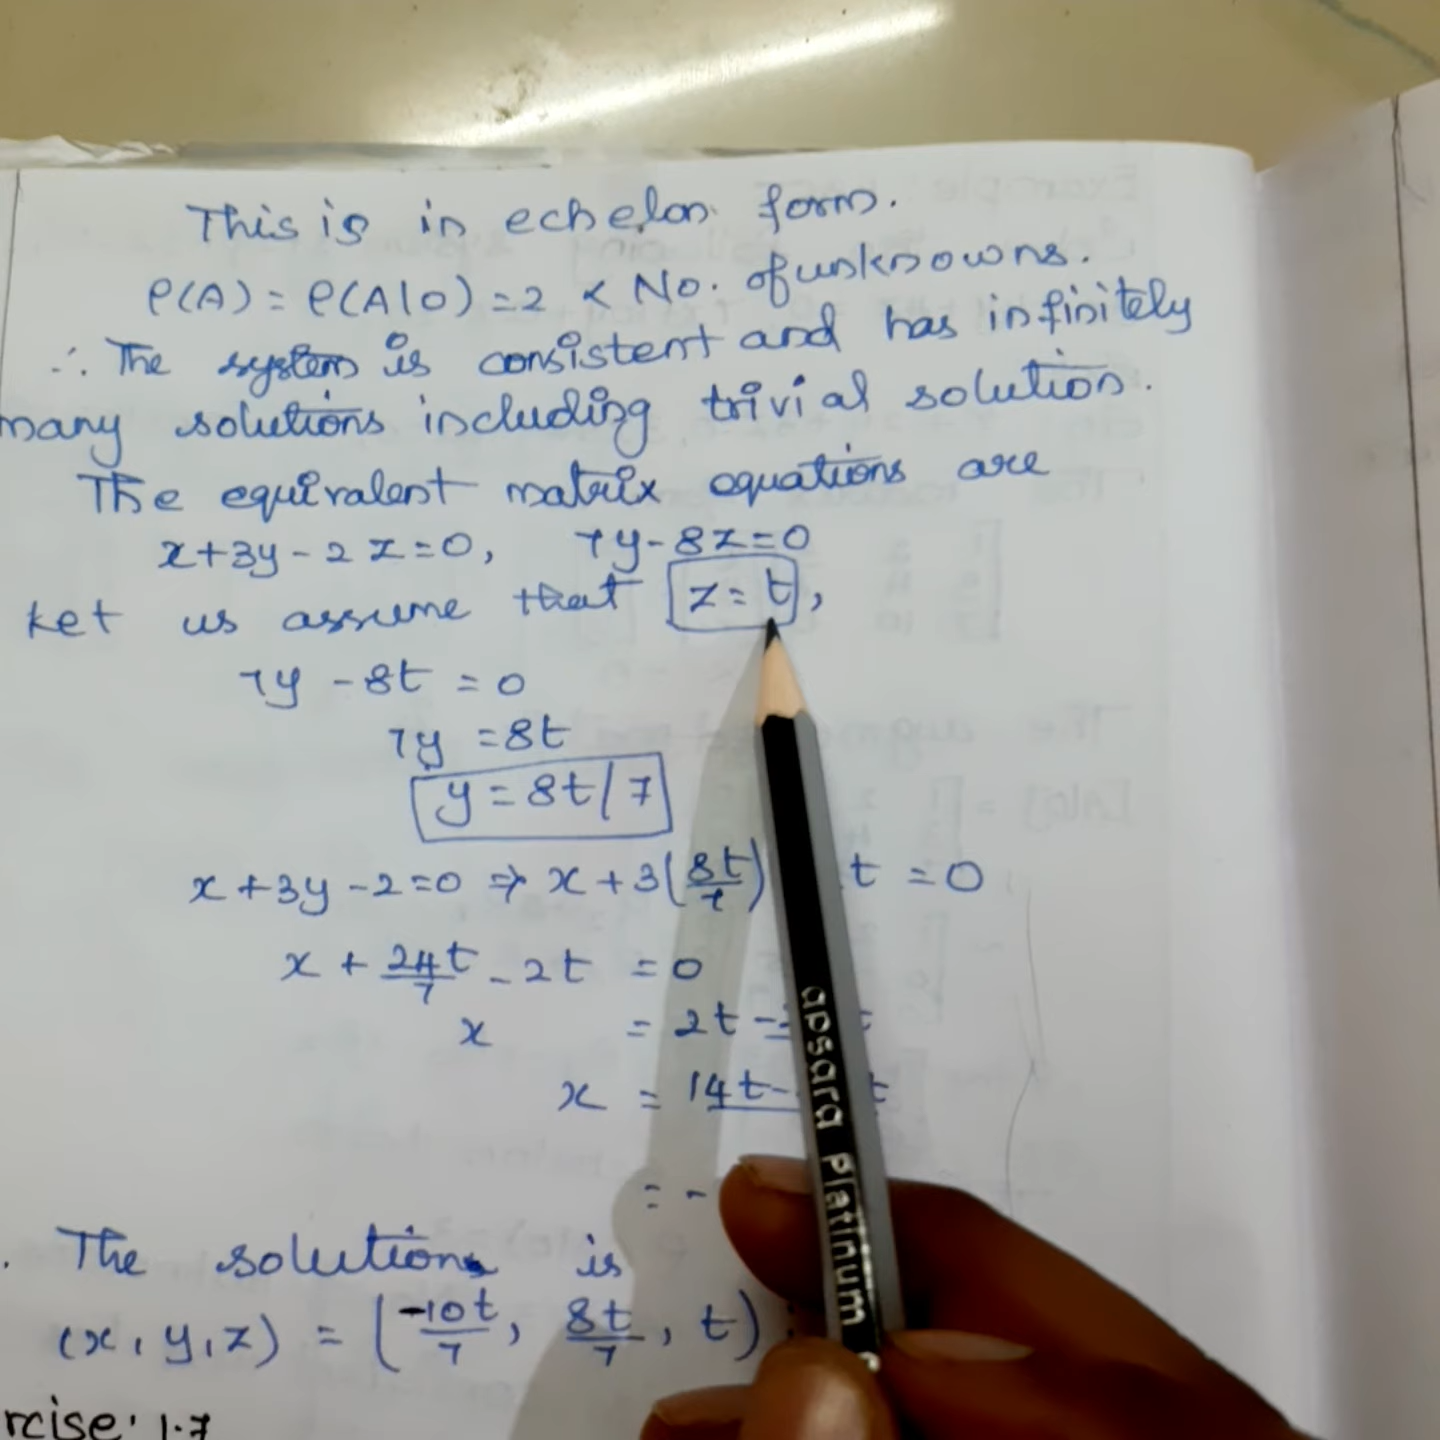 This is in echelon form.
ρ(A) = ρ(A|0) = 2 < No. of unknowns.
∴ The system is consistent and has infinitely
many solutions including trivial solution.
The equivalent matrix equations are
x+3y-2z=0, 7y-8z=0
Let us assume that z=t,
7y-8t=0
7y=8t
y=8t/7
x+3y-2=0 ⇒ x+3(8t/7) t=0
x+24t/7-2t=0
x =2t-
x=14t- t
=-
The solution is
(x,y,z) = (-10t/7, 8t/7, t)
rcise: 1.7
apsara Platinum